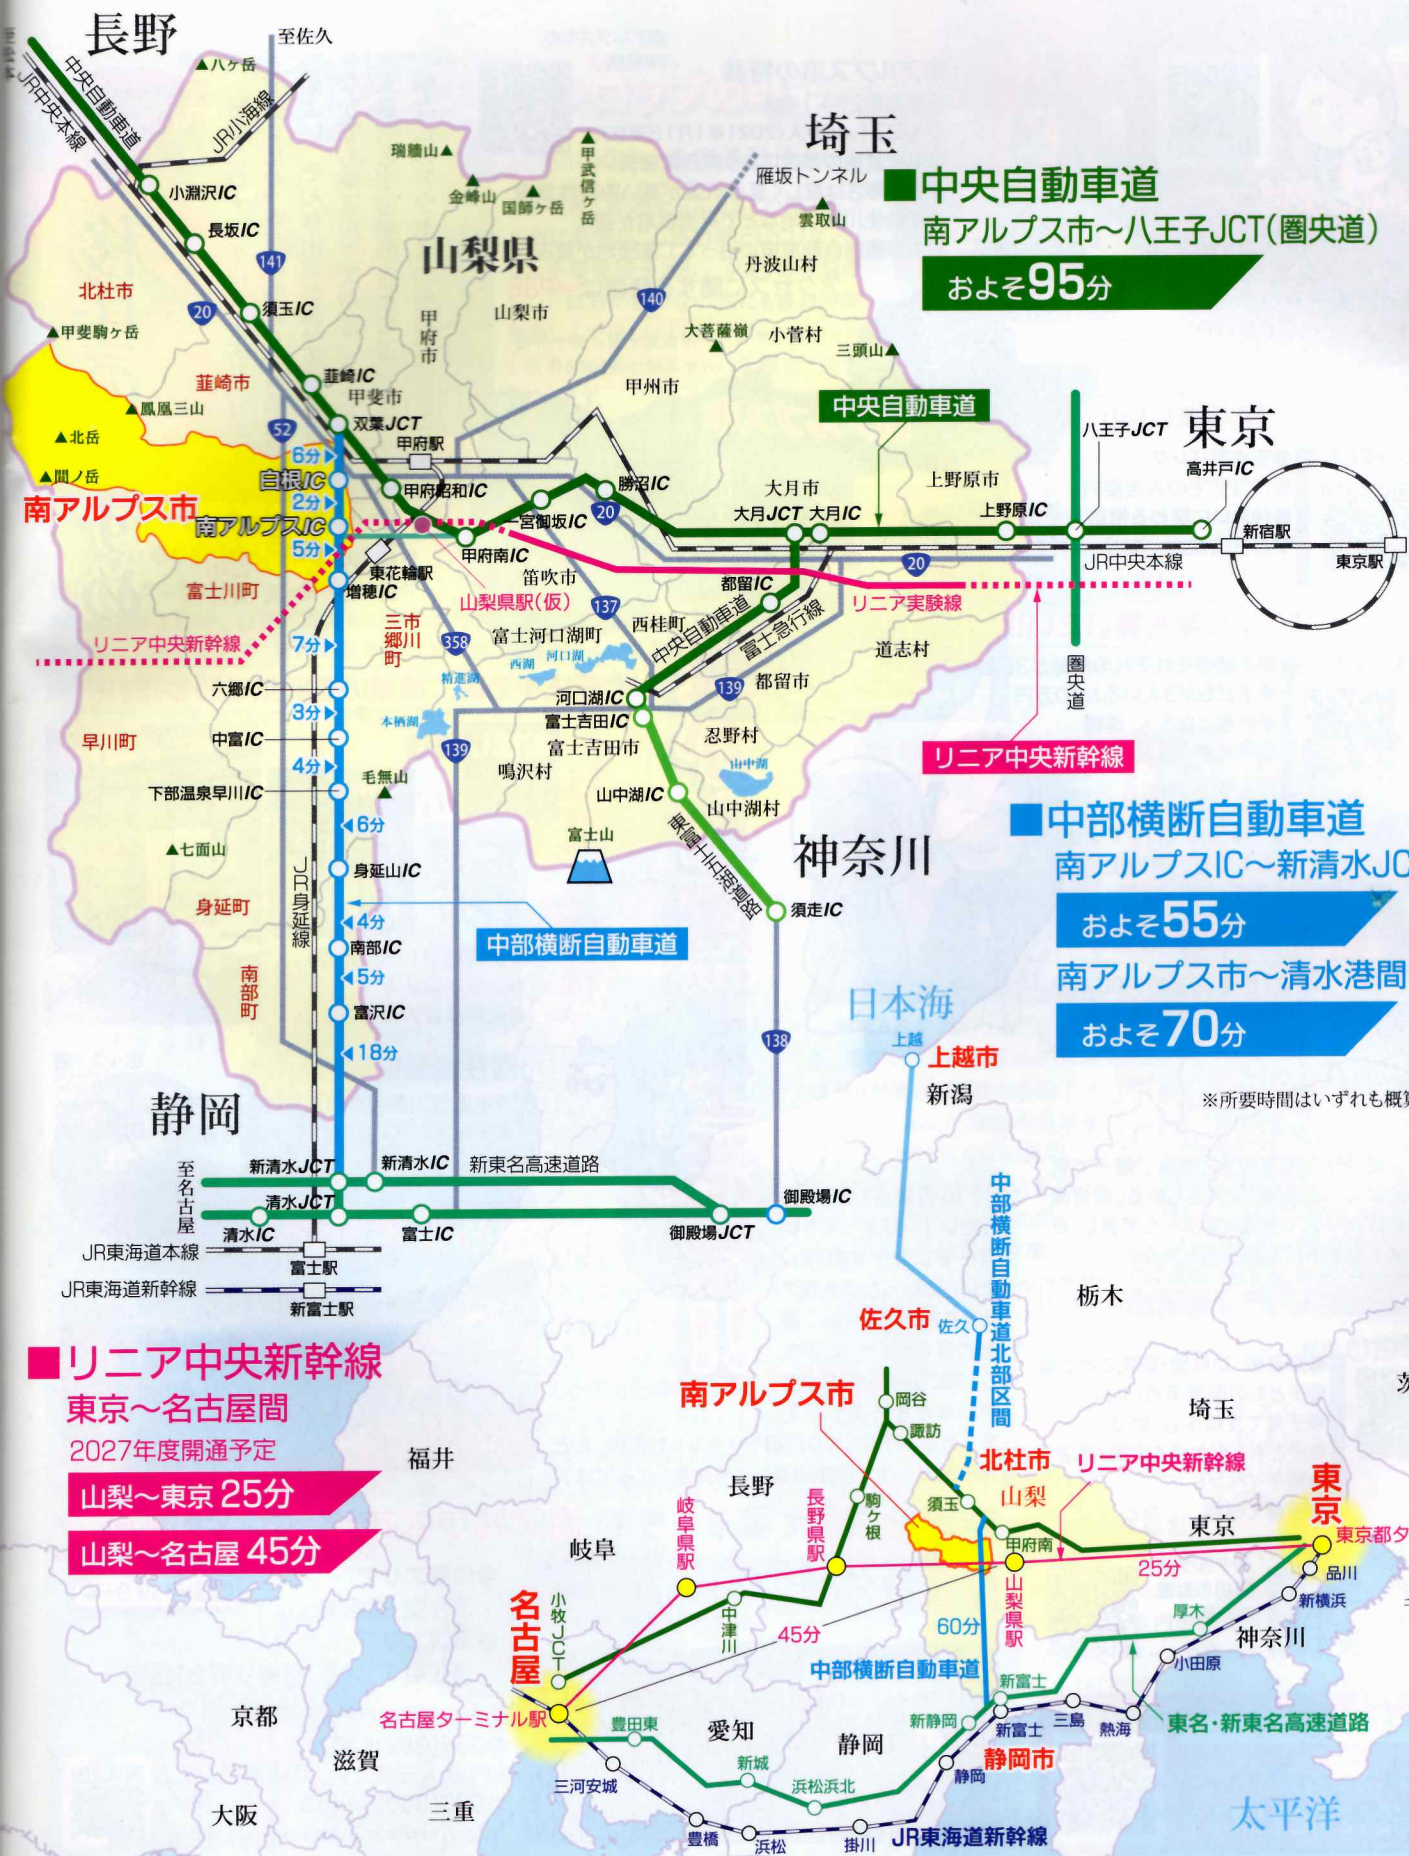 長野
至佐久
▲八ヶ岳
中央自動車道
JR中央本線
JR小海線
小淵沢IC
長坂IC
141
20
須玉IC
北杜市
▲甲斐駒ヶ岳
韮崎市
韮崎IC
甲斐市
双葉JCT
▲鳳凰三山
52
▲北岳
▲間ノ岳
南アルプス市
瑞牆山▲
金峰山
国師ヶ岳
▲甲武信ヶ岳
山梨県
甲府市
山梨市
埼玉
雁坂トンネル
雲取山
丹波山村
140
大菩薩嶺
小菅村
三頭山▲
甲州市
■中央自動車道
南アルプス市～八王子JCT(圏央道)
およそ95分
中央自動車道
八王子JCT
東京
高井戸IC
新宿駅
東京駅
JR中央本線
甲府駅
6分
白根IC
2分
南アルプスIC
5分
甲府昭和IC
一宮御坂IC
勝沼IC
20
大月市
大月JCT
大月IC
上野原市
上野原IC
甲府南IC
東花輪駅
増穂IC
笛吹市
山梨県駅(仮)
137
都留IC
20
リニア実験線
富士川町
リニア中央新幹線
市川三郷町
358
富士河口湖町
西桂町
中央自動車道
富士急行線
道志村
西湖
河口湖
精進湖
本栖湖
139
都留市
圏央道
7分
六郷IC
3分
中富IC
4分
下部温泉早川IC
早川町
毛無山
139
河口湖IC
富士吉田IC
富士吉田市
鳴沢村
忍野村
山中湖
山中湖IC
山中湖村
リニア中央新幹線
6分
▲七面山
身延山IC
身延町
JR身延線
4分
南部IC
南部町
5分
富沢IC
18分
中部横断自動車道
富士山
東富士五湖道路
須走IC
神奈川
138
■中部横断自動車道
南アルプスIC～新清水JC
およそ55分
南アルプス市～清水港間
およそ70分
※所要時間はいずれも概算
静岡
至名古屋
新清水JCT
新清水IC
新東名高速道路
清水JCT
清水IC
富士IC
御殿場JCT
御殿場IC
JR東海道本線
富士駅
JR東海道新幹線
新富士駅
■リニア中央新幹線
東京～名古屋間
2027年度開通予定
山梨～東京 25分
山梨～名古屋 45分
日本海
上越
上越市
新潟
中部横断自動車道北部区間
佐久市
佐久
栃木
埼玉
福井
長野
岐阜
南アルプス市
岡谷
諏訪
北杜市
リニア中央新幹線
須玉
山梨
甲府南
東京
東京
東京都タ
25分
品川
新横浜
岐阜県駅
長野県駅
駒ヶ根
山梨県駅
名古屋
小牧JCT
中津川
45分
60分
中部横断自動車道
厚木
神奈川
小田原
新富士
名古屋ターミナル駅
豊田東
愛知
静岡
新静岡
新富士
三島
熱海
東名・新東名高速道路
静岡市
静岡
三河安城
新城
浜松浜北
京都
滋賀
大阪
三重
豊橋
浜松
掛川
JR東海道新幹線
太平洋